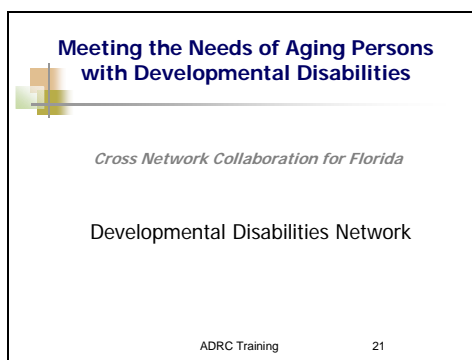 Meeting the Needs of Aging Persons
with Developmental Disabilities
Cross Network Collaboration for Florida
Developmental Disabilities Network
ADRC Training 21